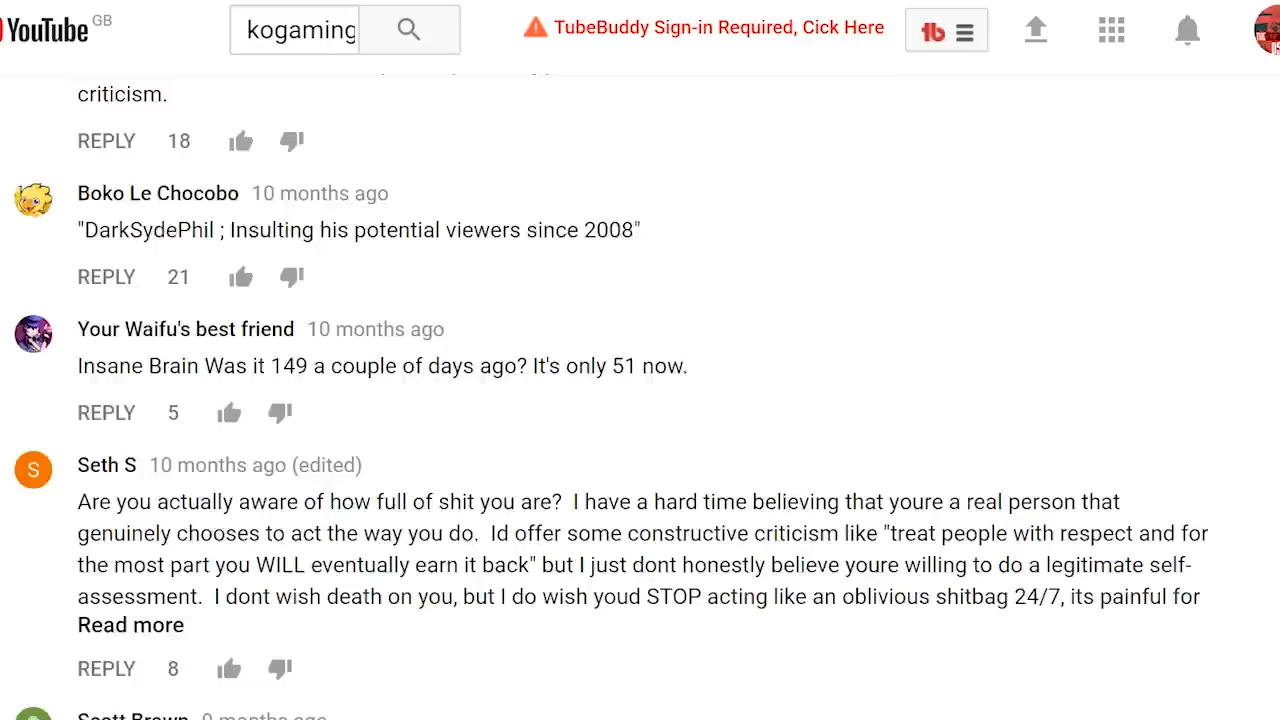 YouTube GB
kogaming
TubeBuddy Sign-in Required, Cick Here
tb
criticism.
REPLY 18
Boko Le Chocobo 10 months ago
"DarkSydePhil ; Insulting his potential viewers since 2008"
REPLY 21
Your Waifu's best friend 10 months ago
Insane Brain Was it 149 a couple of days ago? It's only 51 now.
REPLY 5
S
Seth S 10 months ago (edited)
Are you actually aware of how full of shit you are? I have a hard time believing that youre a real person that
genuinely chooses to act the way you do. Id offer some constructive criticism like "treat people with respect and for
the most part you WILL eventually earn it back" but I just dont honestly believe youre willing to do a legitimate self-
assessment. I dont wish death on you, but I do wish youd STOP acting like an oblivious shitbag 24/7, its painful for
Read more
REPLY 8
Scott Brown 9 months ago